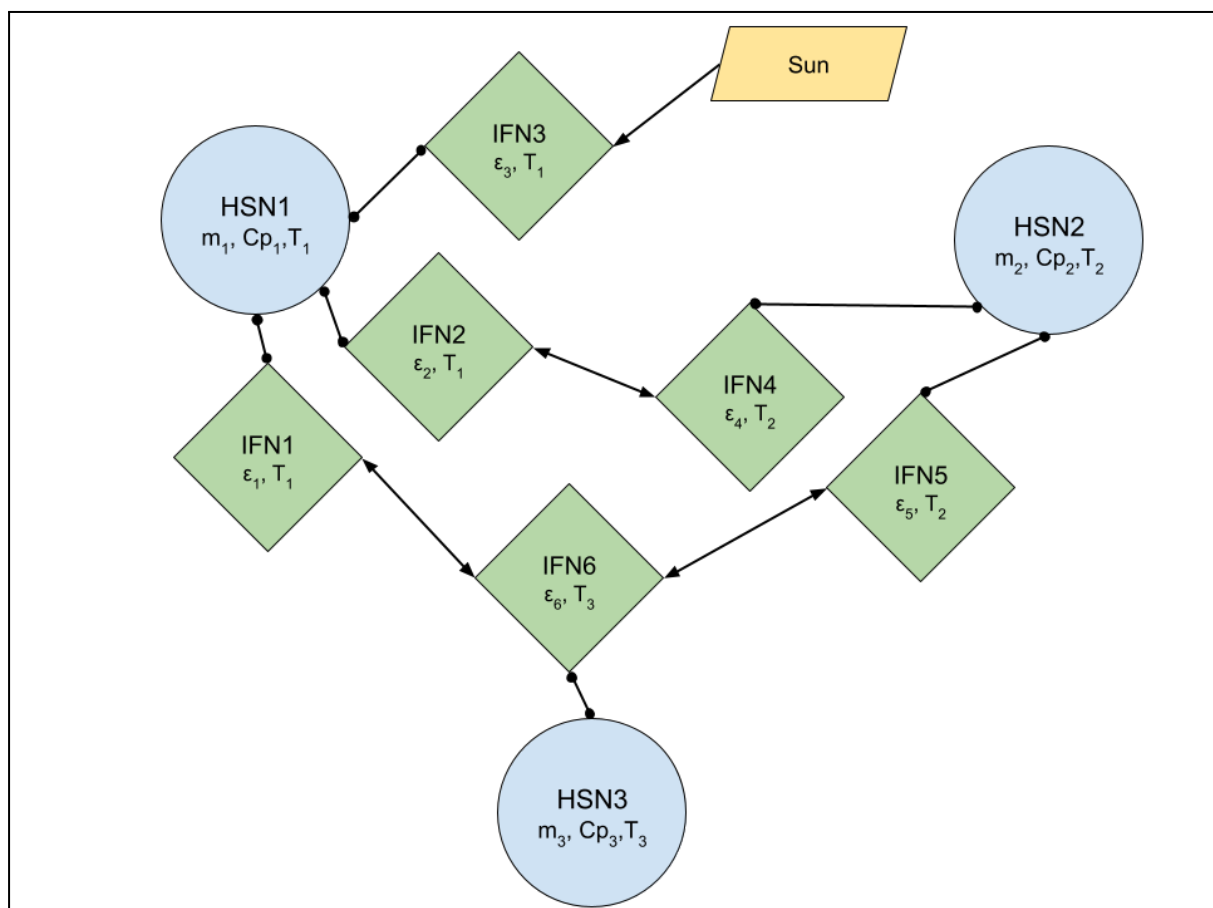 Sun
IFN3
ε₃, T₁
HSN1
m₁, Cp₁,T₁
HSN2
m₂, Cp₂,T₂
IFN2
ε₂, T₁
IFN4
ε₄, T₂
IFN1
ε₁, T₁
IFN5
ε₅, T₂
IFN6
ε₆, T₃
HSN3
m₃, Cp₃,T₃